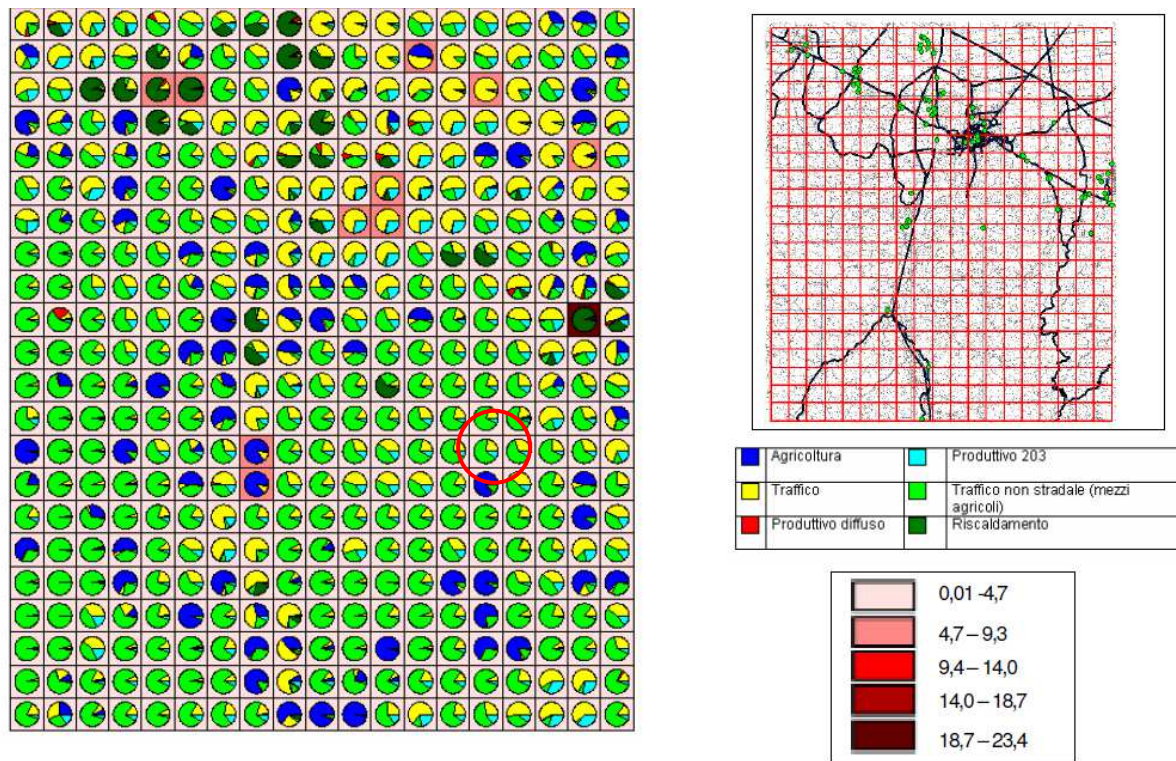 Agricoltura
Produttivo 203
Traffico
Traffico non stradale (mezzi
agricoli)
Produttivo diffuso
Riscaldamento
0,01 -4,7
4,7 – 9,3
9,4 – 14,0
14,0 – 18,7
18,7 – 23,4